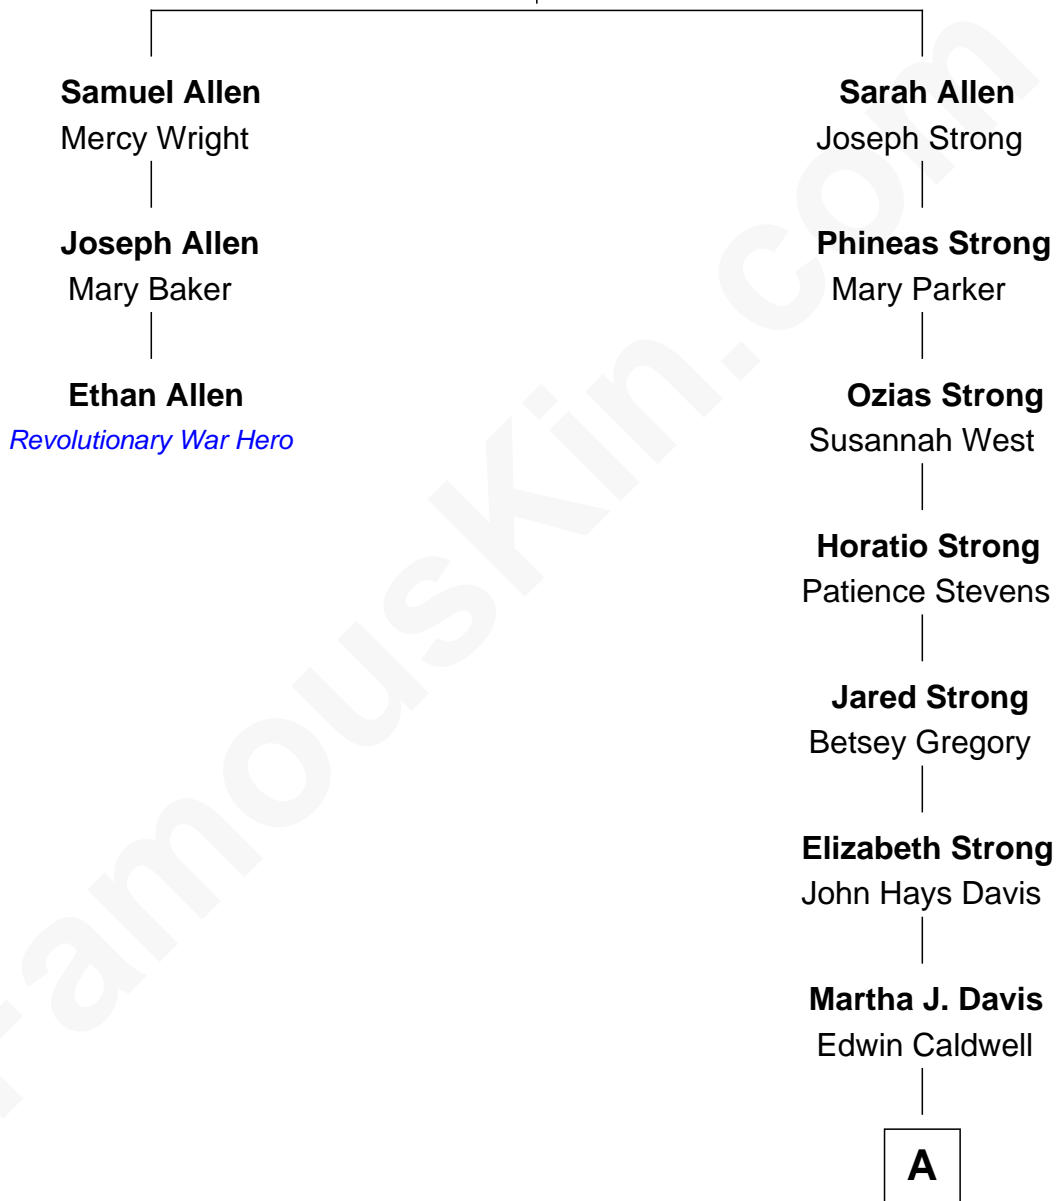 Samuel Allen
Mercy Wright
Joseph Allen
Mary Baker
Ethan Allen
Revolutionary War Hero
Sarah Allen
Joseph Strong
Phineas Strong
Mary Parker
Ozias Strong
Susannah West
Horatio Strong
Patience Stevens
Jared Strong
Betsey Gregory
Elizabeth Strong
John Hays Davis
Martha J. Davis
Edwin Caldwell
A
FamousKin.com